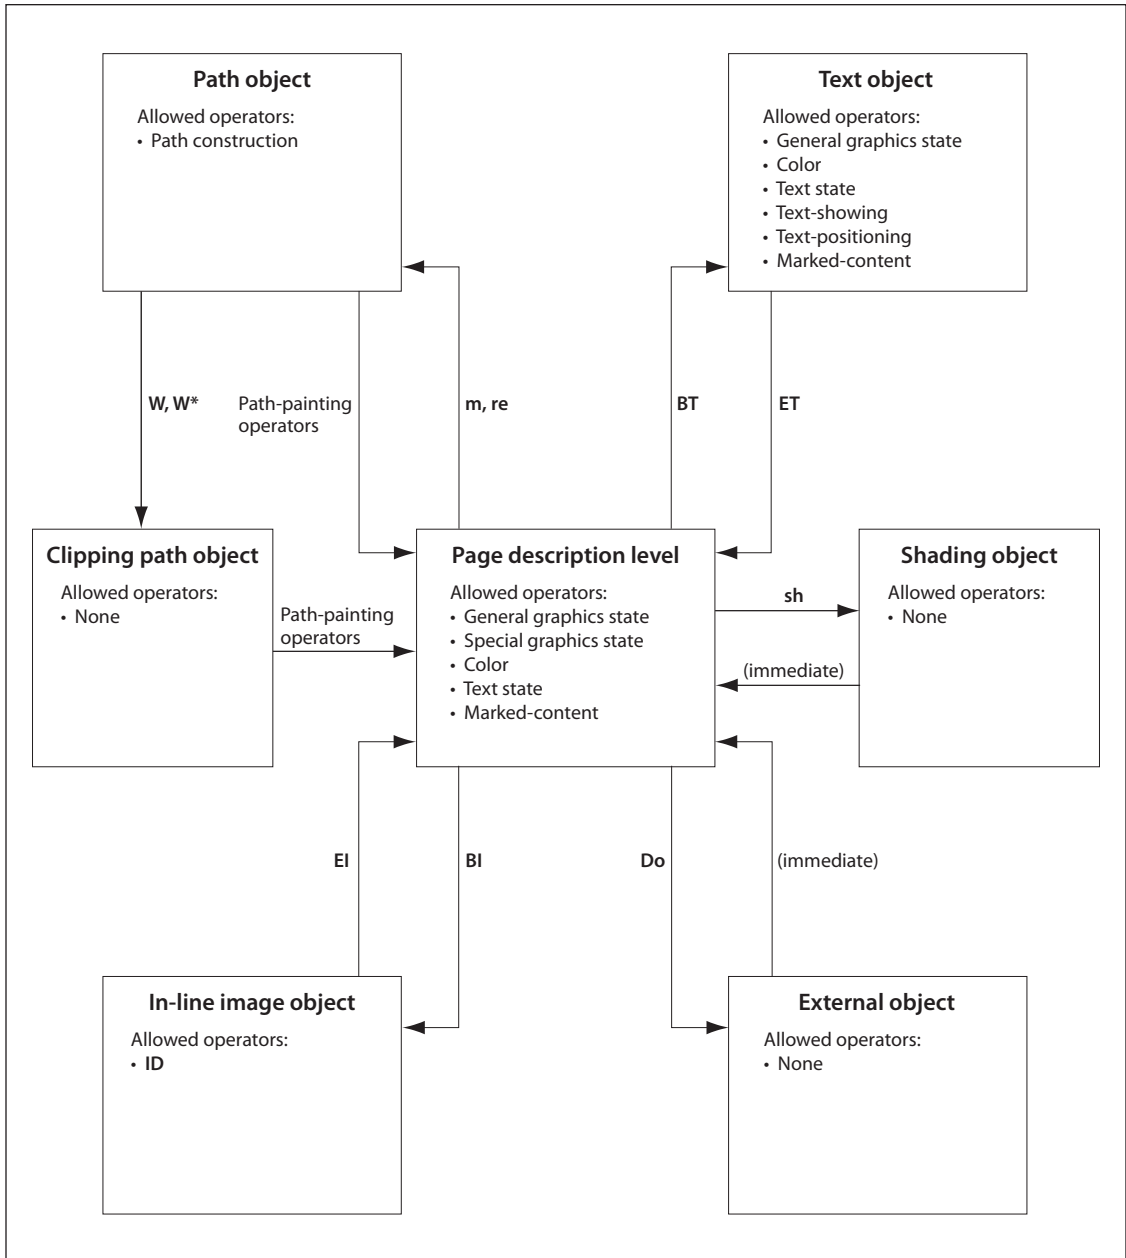 Path object
Allowed operators:
• Path construction
Text object
Allowed operators:
• General graphics state
• Color
• Text state
• Text-showing
• Text-positioning
• Marked-content
W, W*
Path-painting
operators
m, re
BT
ET
Clipping path object
Allowed operators:
• None
Path-painting
operators
Page description level
Allowed operators:
• General graphics state
• Special graphics state
• Color
• Text state
• Marked-content
sh
(immediate)
Shading object
Allowed operators:
• None
EI
BI
Do
(immediate)
In-line image object
Allowed operators:
• ID
External object
Allowed operators:
• None